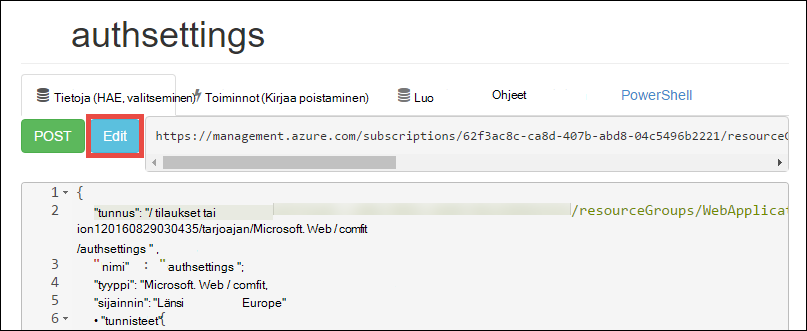 authsettings
Tietoja (HAE, valitseminen) Toiminnot (Kirjaa poistaminen) Luo Ohjeet PowerShell
POST Edit https://management.azure.com/subscriptions/62f3ac8c-ca8d-407b-abd8-04c5496b2221/resourceG
1 {
2 "tunnus": "/ tilaukset tai /resourceGroups/WebApplicat
ion120160829030435/tarjoajan/Microsoft. Web / comfit
/authsettings " ,
3 " nimi" : " authsettings ";
4 "tyyppi": "Microsoft. Web / comfit,
5 "sijainnin": "Länsi Europe"
6 • "tunnisteet"{